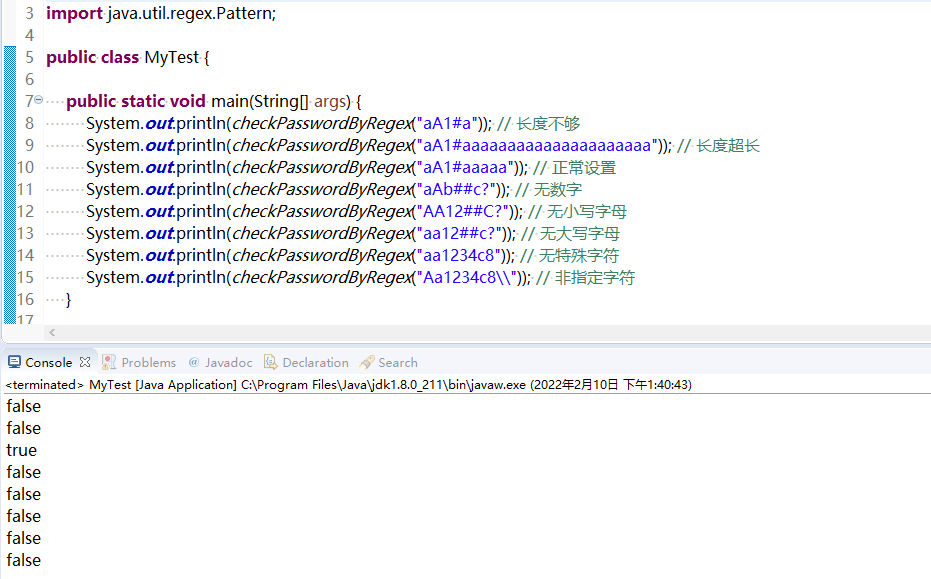 3 import java.util.regex.Pattern;
4
5 public class MyTest {
6
7 public static void main(String[] args) {
8 System.out.println(checkPasswordByRegex("aA1#a")); // 长度不够
9 System.out.println(checkPasswordByRegex("aA1#aaaaaaaaaaaaaaaaaaaaa")); // 长度超长
10 System.out.println(checkPasswordByRegex("aA1#aaaaa")); // 正常设置
11 System.out.println(checkPasswordByRegex("aAb##c?")); // 无数字
12 System.out.println(checkPasswordByRegex("AA12##C?")); // 无小写字母
13 System.out.println(checkPasswordByRegex("aa12##c?")); // 无大写字母
14 System.out.println(checkPasswordByRegex("aa1234c8")); // 无特殊字符
15 System.out.println(checkPasswordByRegex("Aa1234c8\\")); // 非指定字符
16 }
17
Console Problems @ Javadoc Declaration Search
<terminated> MyTest [Java Application] C:\Program Files\Java\jdk1.8.0_211\bin\javaw.exe (2022年2月10日 下午1:40:43)
false
false
true
false
false
false
false
false